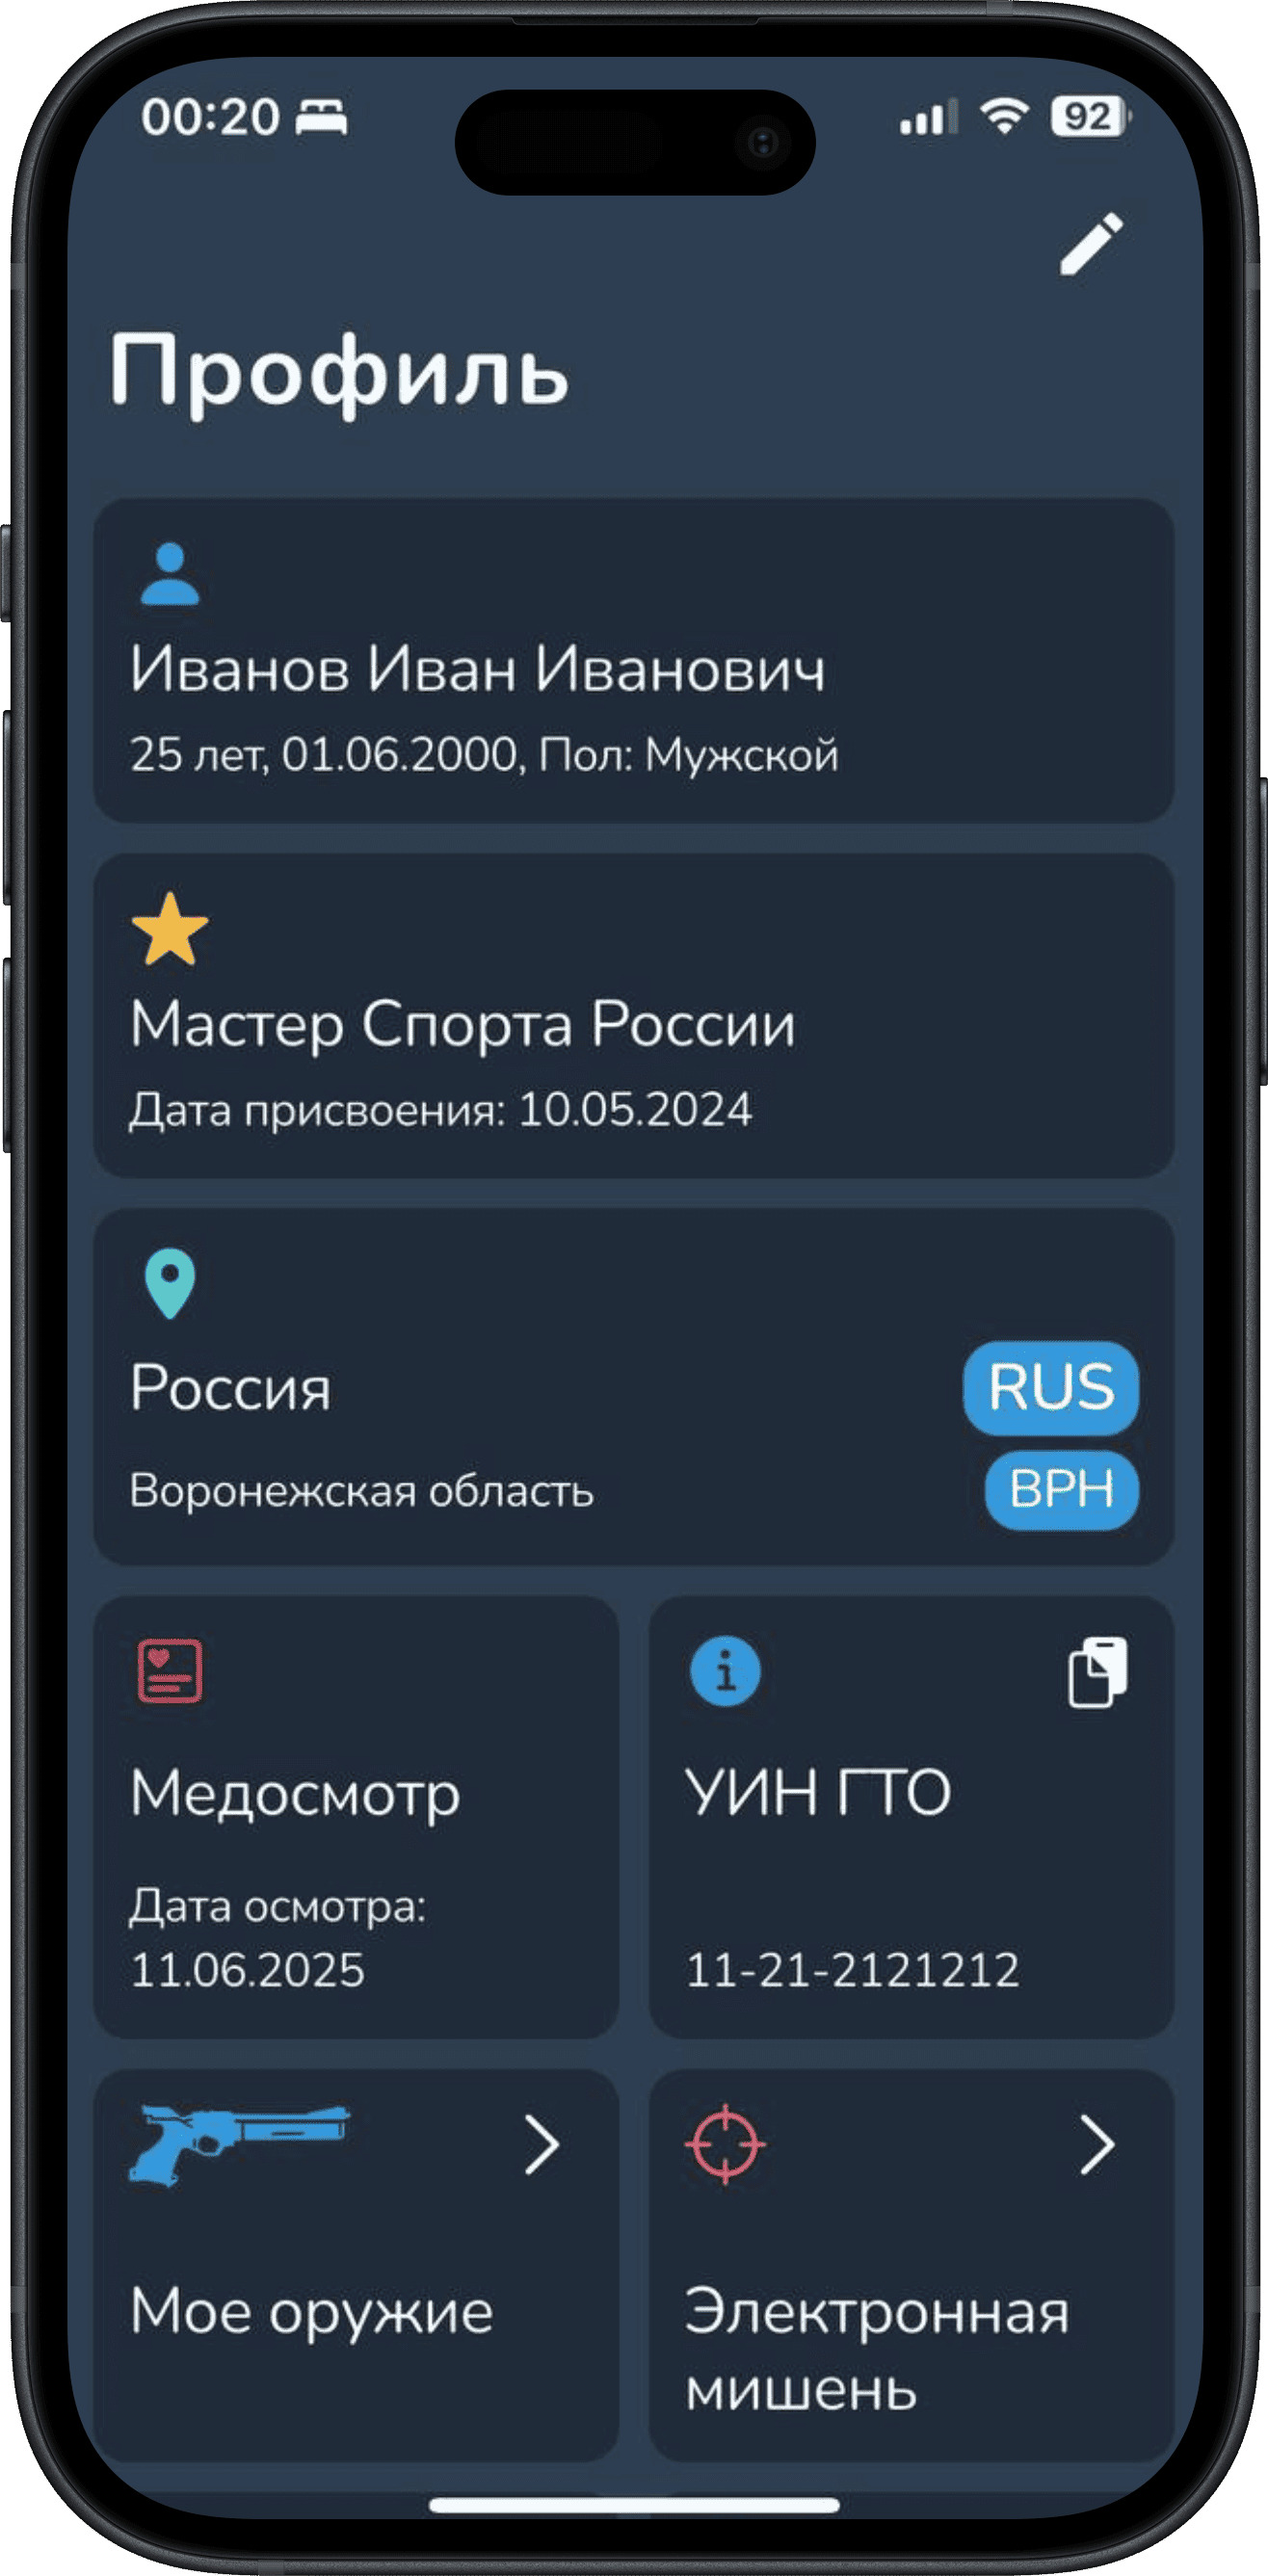 00:20
92
Профиль
Иванов Иван Иванович
25 лет, 01.06.2000, Пол: Мужской
Мастер Спорта России
Дата присвоения: 10.05.2024
Россия
RUS
Воронежская область
ВРН
Медосмотр
Дата осмотра:
11.06.2025
УИН ГТО
11-21-2121212
Мое оружие
Электронная
мишень